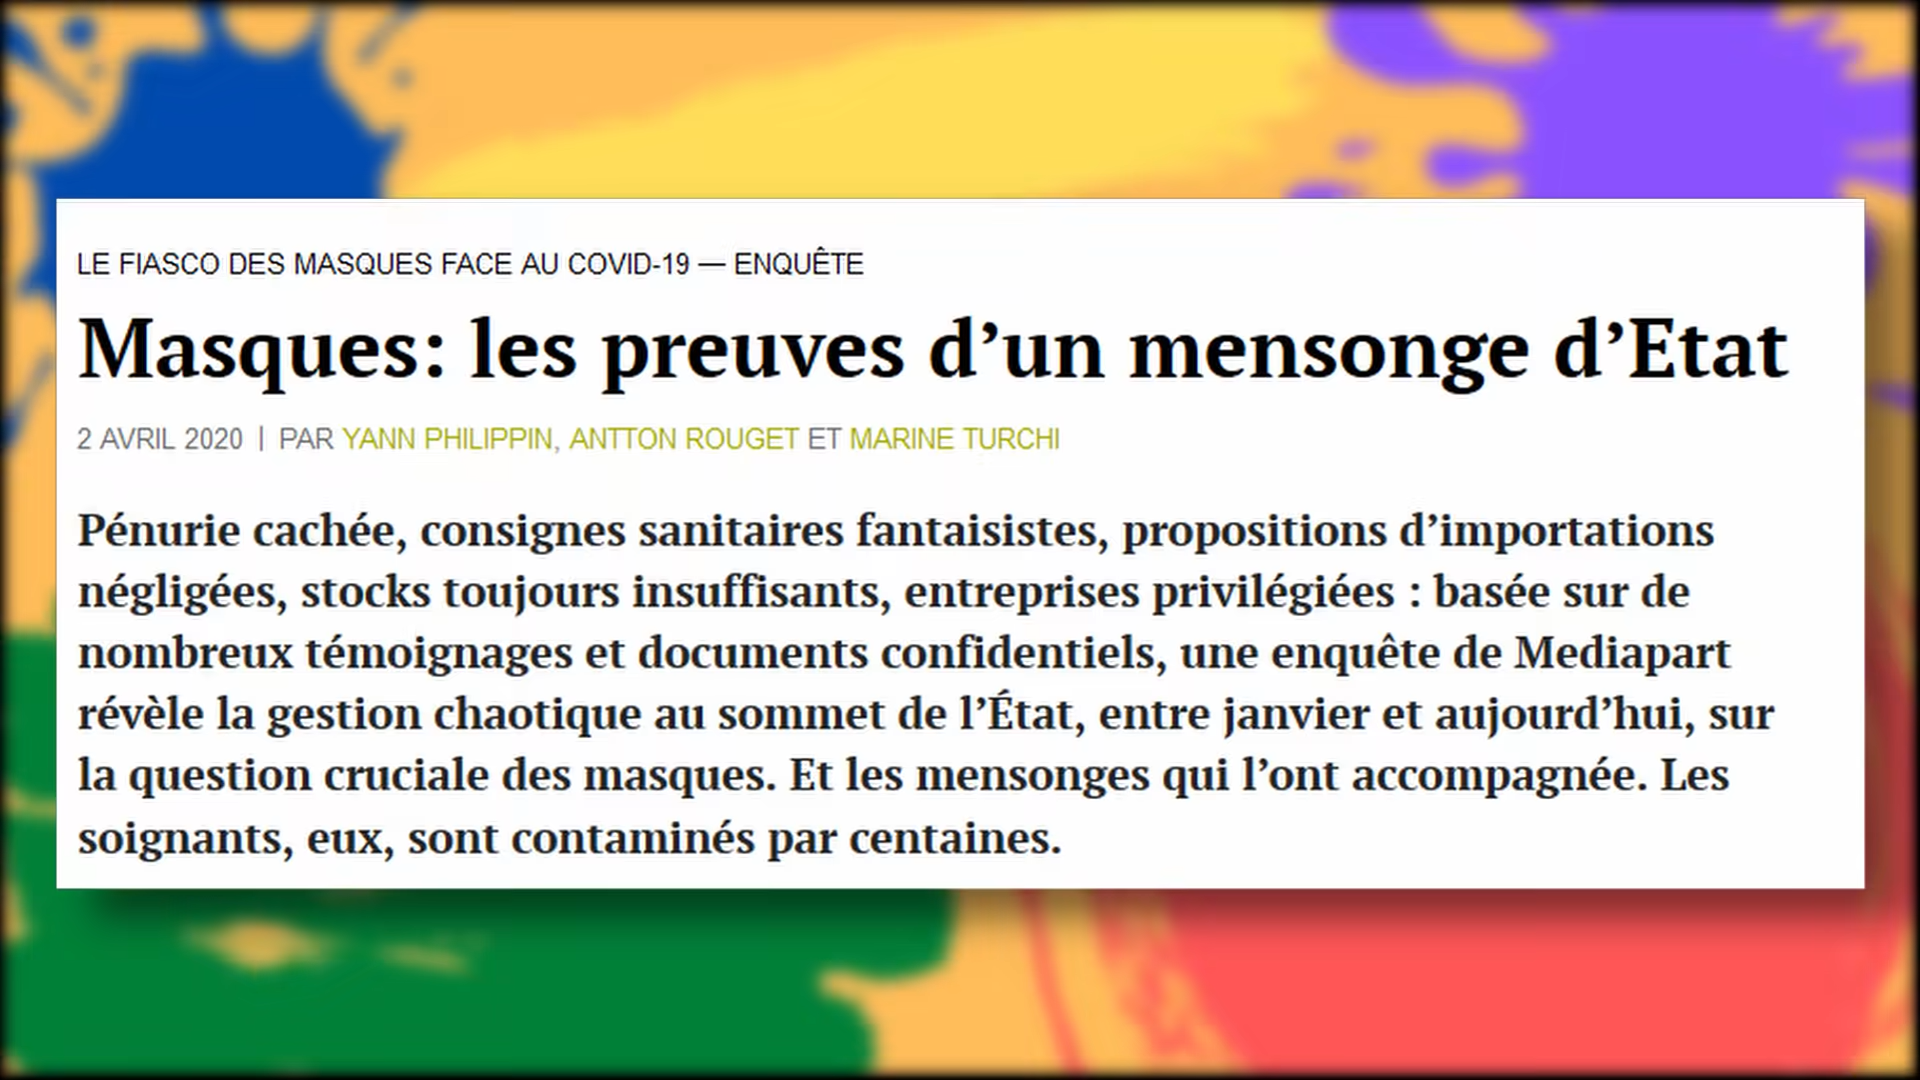 LE FIASCO DES MASQUES FACE AU COVID-19 — ENQUÊTE
Masques: les preuves d’un mensonge d’Etat
2 AVRIL 2020 | PAR YANN PHILIPPIN, ANTTON ROUGET ET MARINE TURCHI
Pénurie cachée, consignes sanitaires fantaisistes, propositions d’importations
négligées, stocks toujours insuffisants, entreprises privilégiées : basée sur de
nombreux témoignages et documents confidentiels, une enquête de Mediapart
révèle la gestion chaotique au sommet de l’État, entre janvier et aujourd’hui, sur
la question cruciale des masques. Et les mensonges qui l’ont accompagnée. Les
soignants, eux, sont contaminés par centaines.